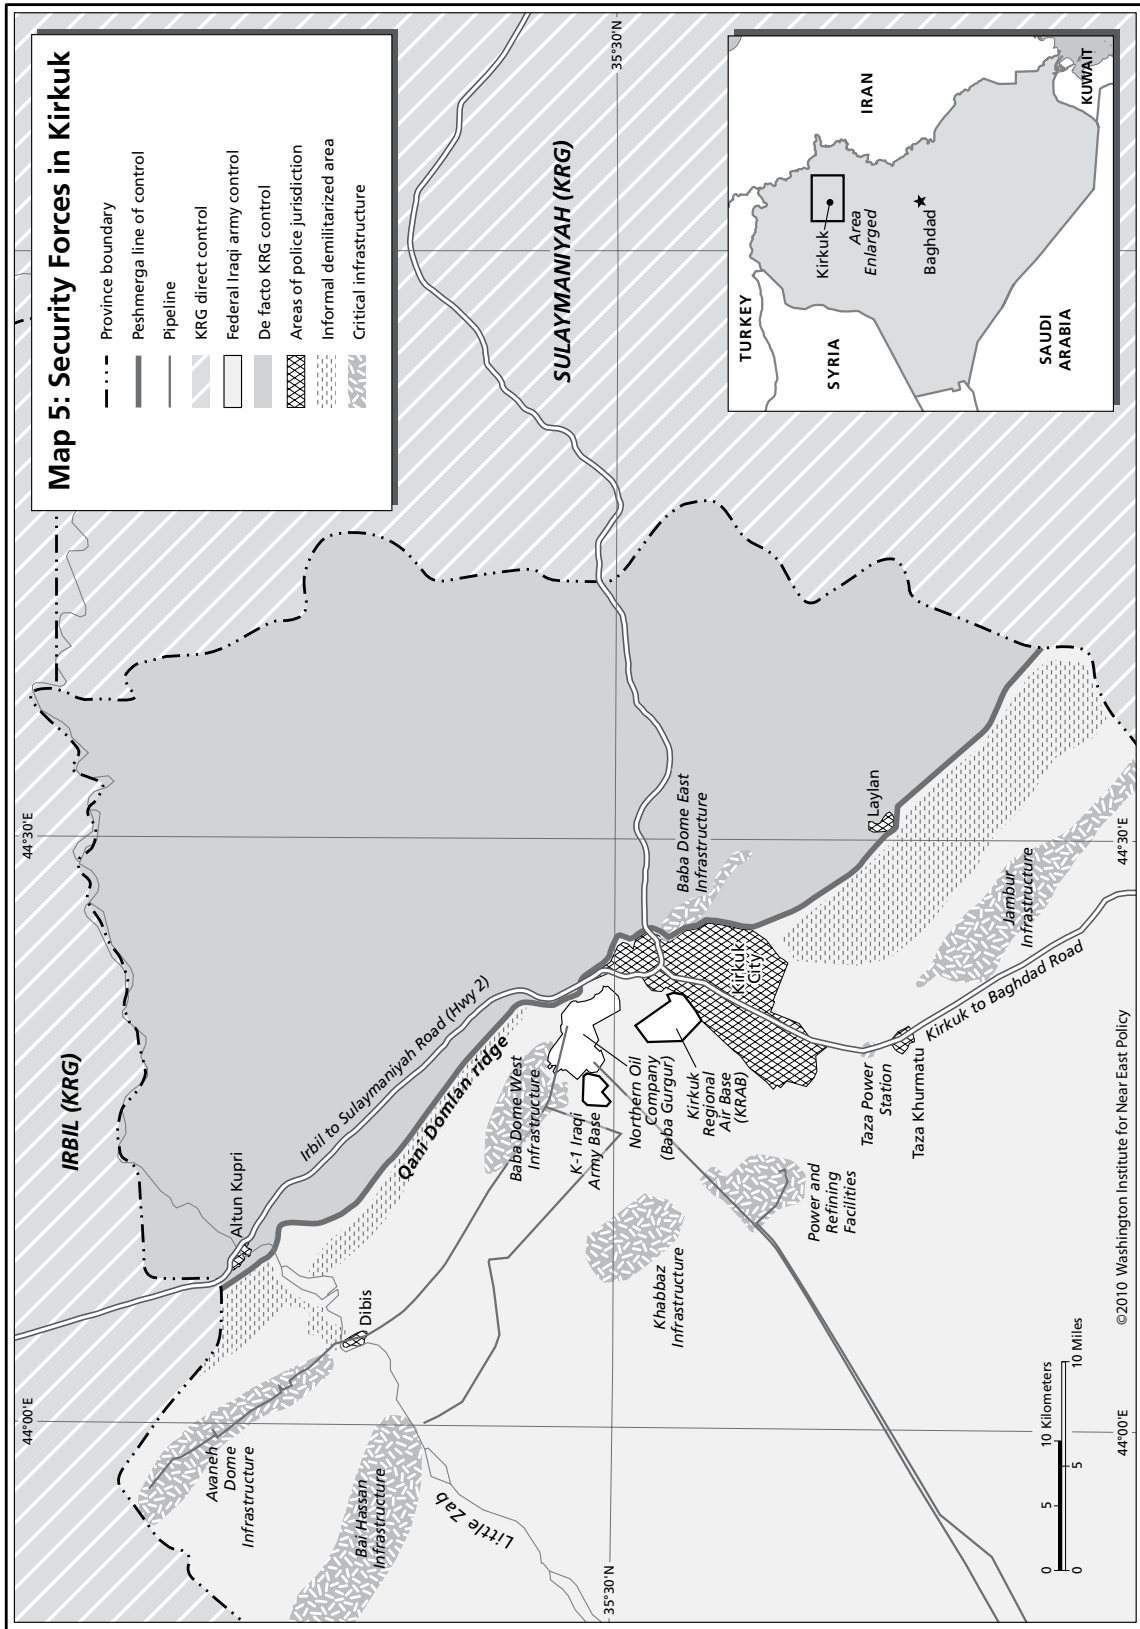 Map 5: Security Forces in Kirkuk
Province boundary
Peshmerga line of control
Pipeline
KRG direct control
Federal Iraqi army control
De facto KRG control
Areas of police jurisdiction
Informal demilitarized area
Critical infrastructure
44°00'E
44°30'E
IRBIL (KRG)
Altun Kupri
Irbil to Sulaymaniyah Road (Hwy 2)
Qani Domlan ridge
Avaneh
Dome
Infrastructure
Dibis
Bai Hassan
Infrastructure
Little Zab
35°30'N
35°30'N
SULAYMANIYAH (KRG)
Baba Dome West
Infrastructure
K-1 Iraqi
Army Base
Northern Oil
Company
(Baba Gurgur)
Kirkuk
Regional
Air Base
(KRAB)
Khabbaz
Infrastructure
Baba Dome East
Infrastructure
Kirkuk
City
Power and
Refining
Facilities
Taza Power
Station
Taza Khurmatu
Laylan
Jambur
Infrastructure
Kirkuk to Baghdad Road
TURKEY
SYRIA
IRAN
Kirkuk
Area
Enlarged
Baghdad
SAUDI
ARABIA
KUWAIT
0 5 10 Kilometers
0 5 10 Miles
44°00'E
44°30'E
©2010 Washington Institute for Near East Policy